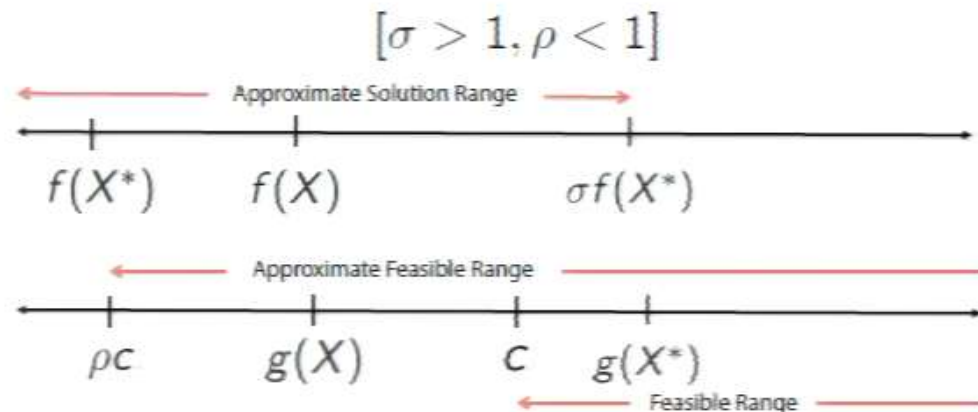 [σ > 1, ρ < 1]
Approximate Solution Range
f(X*) f(X) σf(X*)
Approximate Feasible Range
ρc g(X) c g(X*)
Feasible Range